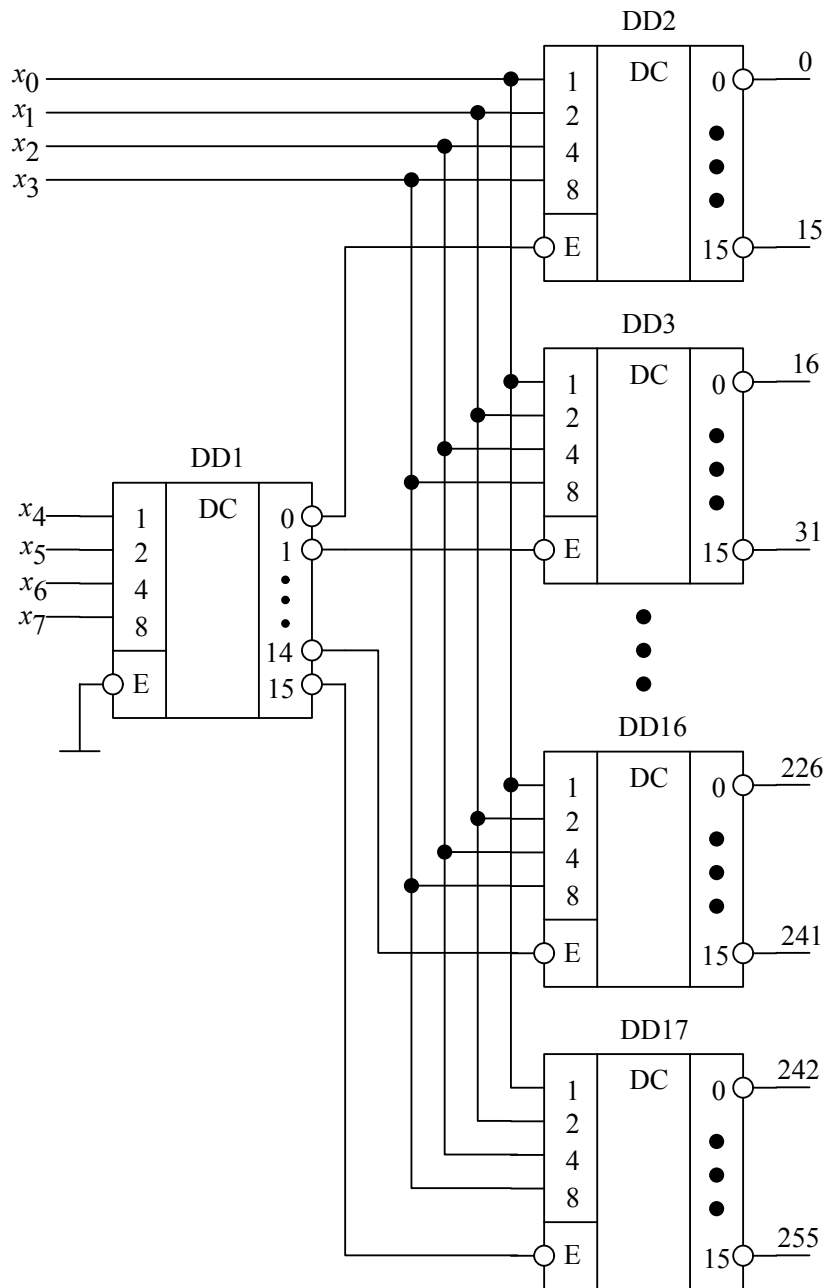 DD2
x0 1 DC 0 0
x1 2
x2 4
x3 8
E 15 15
DD3
1 DC 0 16
2
4
8
E 15 31
DD1
x4 1 DC 0
x5 2 1
x6 4
x7 8
14
E 15
DD16
1 DC 0 226
2
4
8
E 15 241
DD17
1 DC 0 242
2
4
8
E 15 255